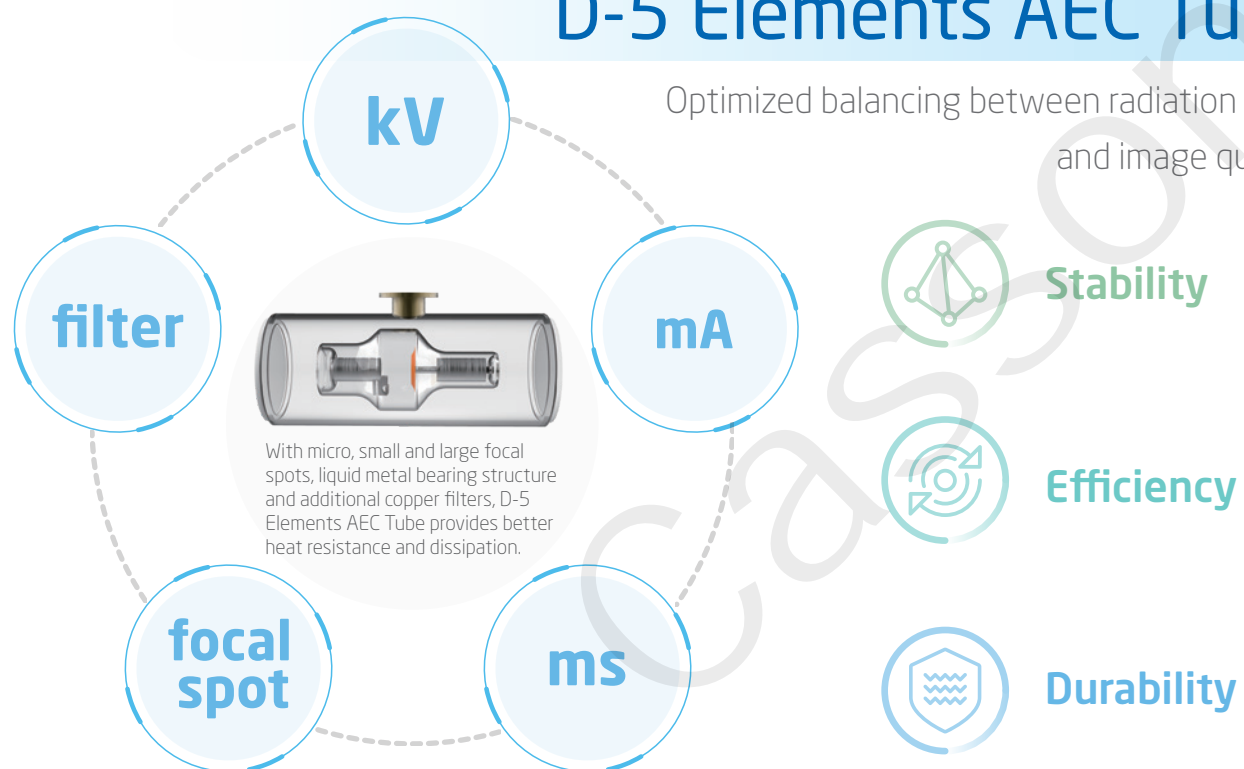 D-5 Elements AEC
Optimized balancing between radiation
and image
kV
filter
mA
With micro, small and large focal
spots, liquid metal bearing structure
and additional copper filters, D-5
Elements AEC Tube provides better
heat resistance and dissipation.
focal
spot
ms
Stability
Efficiency
Durability